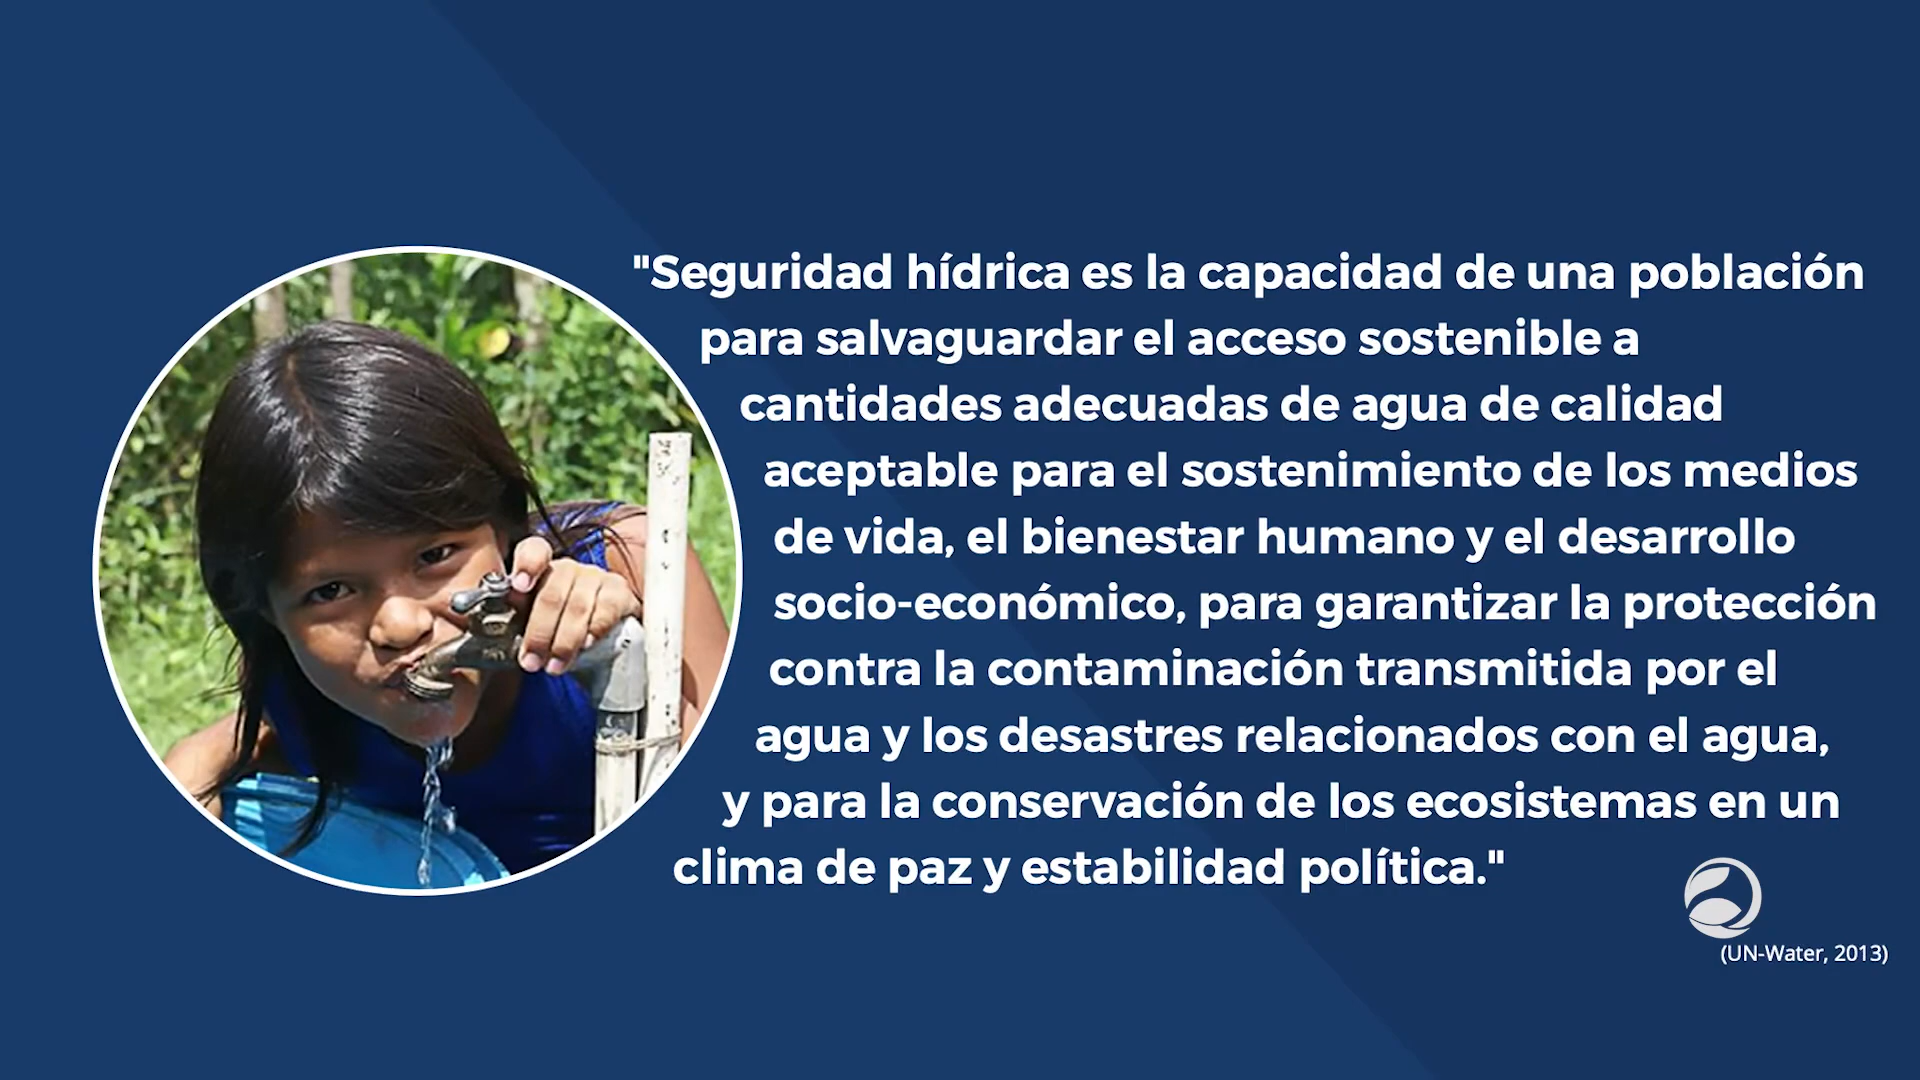 "Seguridad hídrica es la capacidad de una población
para salvaguardar el acceso sostenible a
cantidades adecuadas de agua de calidad
aceptable para el sostenimiento de los medios
de vida, el bienestar humano y el desarrollo
socio-económico, para garantizar la protección
contra la contaminación transmitida por el
agua y los desastres relacionados con el agua,
y para la conservación de los ecosistemas en un
clima de paz y estabilidad política."
(UN-Water, 2013)